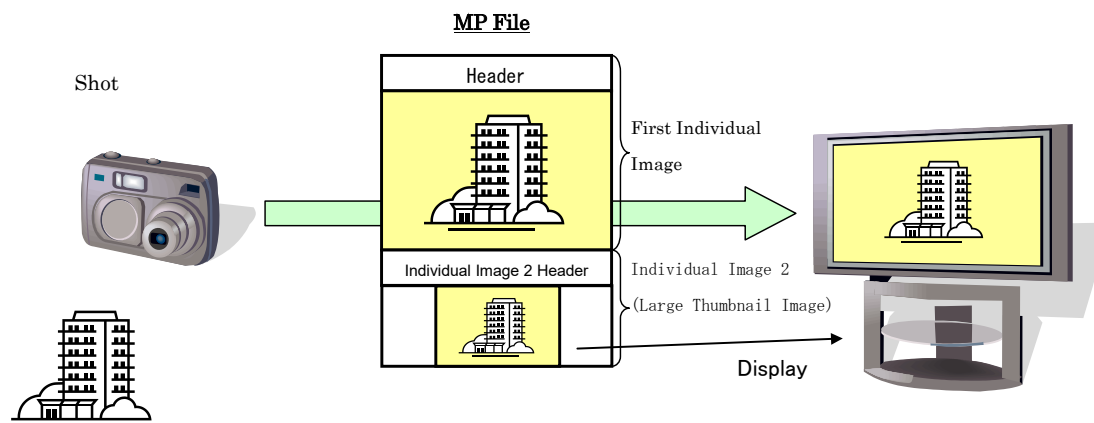 MP File
Shot
Header
First Individual
Image
Individual Image 2 Header
Individual Image 2
(Large Thumbnail Image)
Display